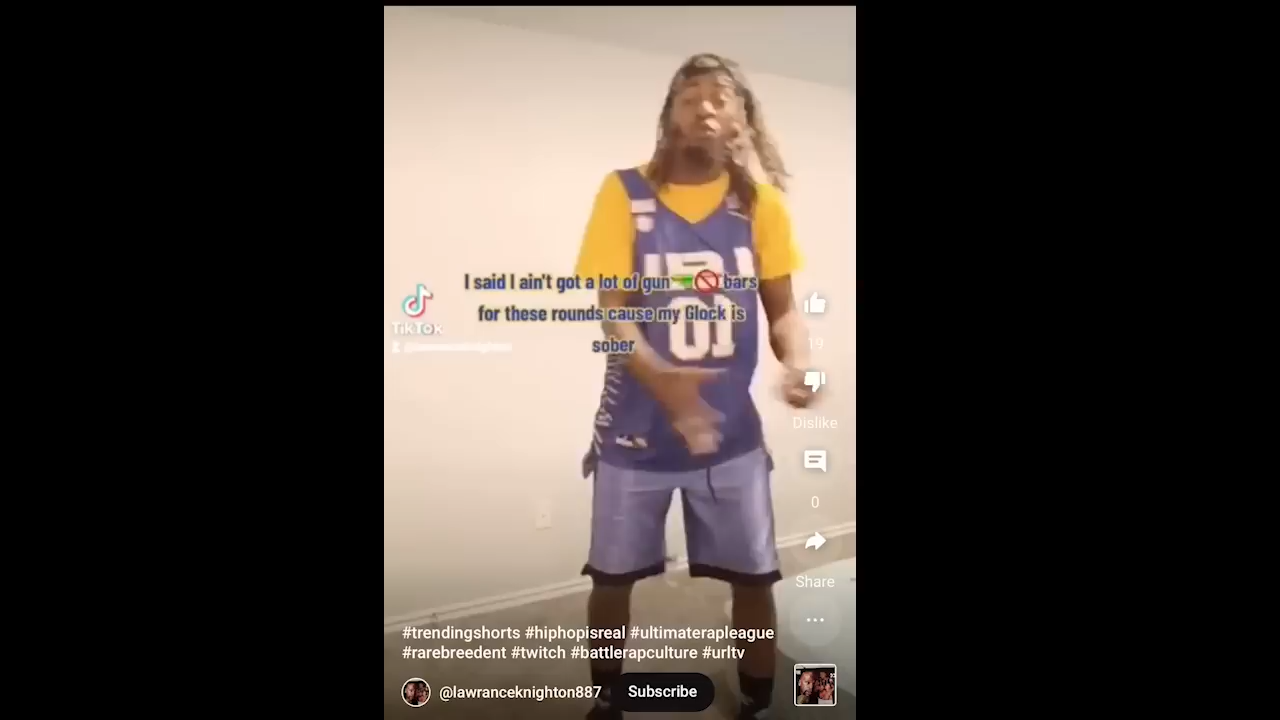 I said I ain't got a lot of gun🔫🚫bars
for these rounds cause my Glock is
sober
TikTok
19
01
Dislike
0
Share
#trendingshorts #hiphopisreal #ultimaterapleague
#rarebreedent #twitch #battlerapculture #urltv
@lawranceknighton887
Subscribe